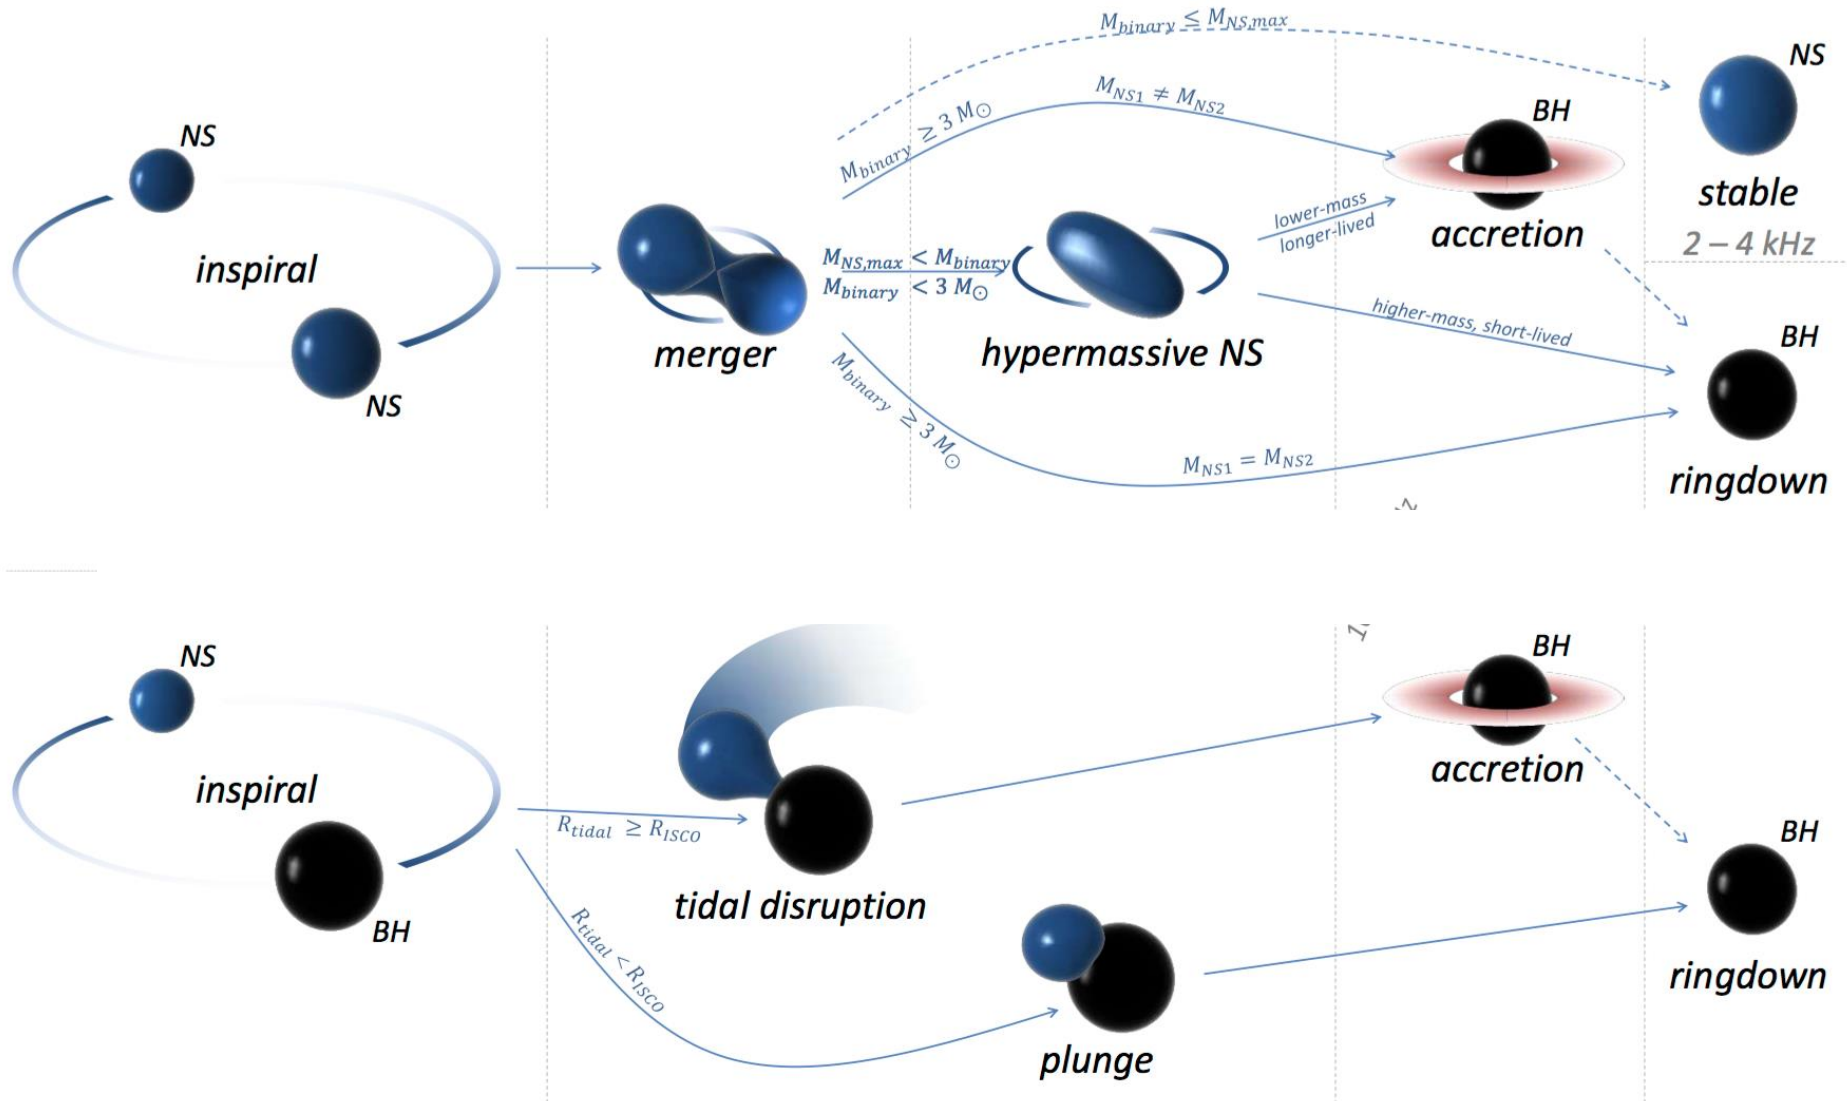 M_binary ≤ M_NS,max
NS
stable
2 – 4 kHz
M_binary ≥ 3 M⊙
M_NS1 ≠ M_NS2
BH
accretion
NS
inspiral
NS
merger
M_NS,max < M_binary
M_binary < 3 M⊙
hypermassive NS
lower-mass
longer-lived
higher-mass, short-lived
BH
ringdown
M_binary ≥ 3 M⊙
M_NS1 = M_NS2
z
NS
inspiral
BH
R_tidal ≥ R_ISCO
tidal disruption
R_tidal < R_ISCO
plunge
1
BH
accretion
BH
ringdown